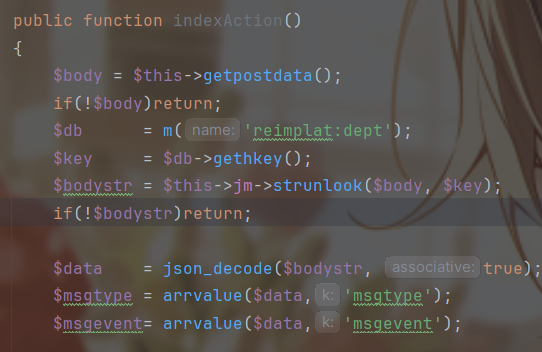 public function indexAction()
{
$body = $this->getpostdata();
if(!$body)return;
$db = m( name: 'reimplat:dept');
$key = $db->gethkey();
$bodystr = $this->jm->strunlook($body, $key);
if(!$bodystr)return;
$data = json_decode($bodystr, associative: true);
$msgtype = arrvalue($data, k: 'msgtype');
$msgevent= arrvalue($data, k: 'msgevent');